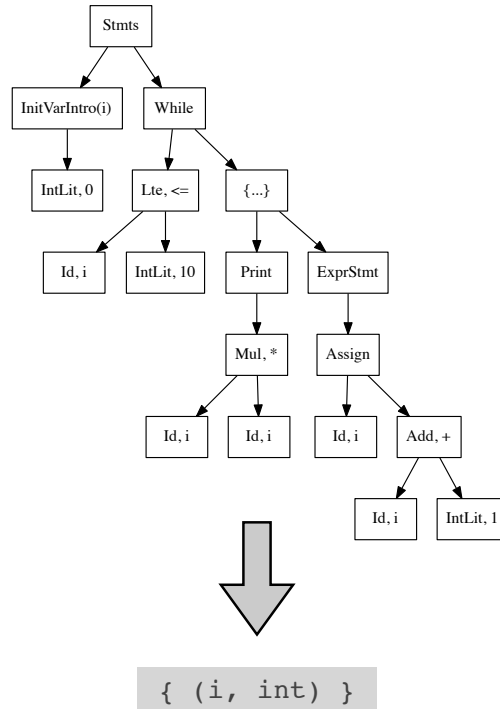 Stmts
InitVarIntro(i) While
IntLit, 0 Lte, <= {...}
Id, i IntLit, 10 Print ExprStmt
Mul, * Assign
Id, i Id, i Id, i Add, +
Id, i IntLit, 1
{ (i, int) }